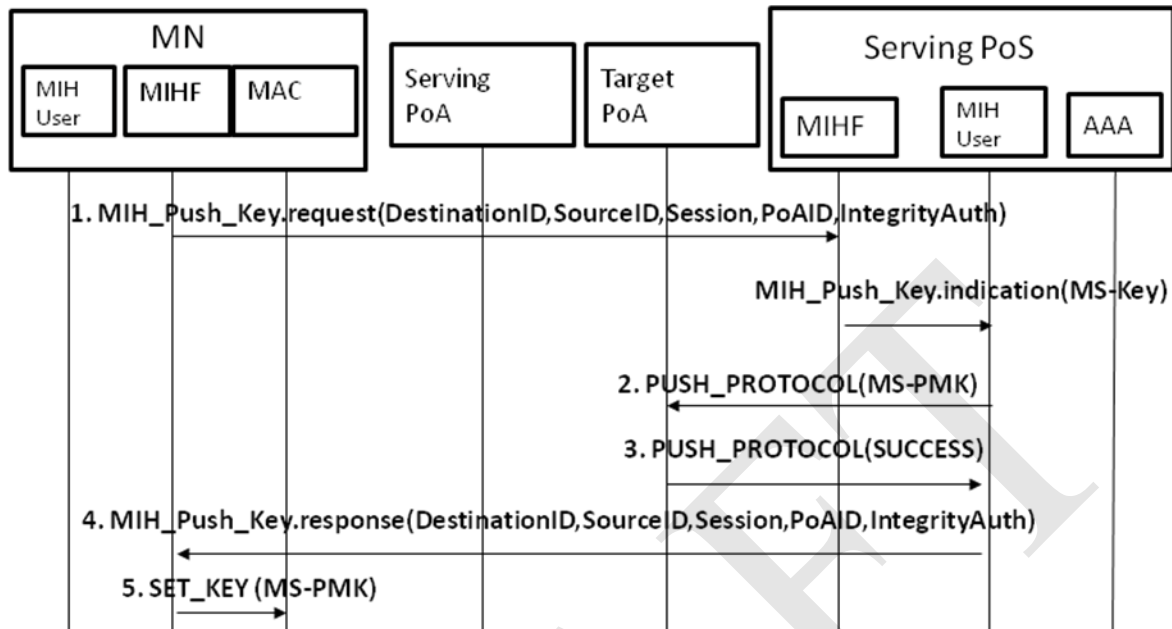 MN
Serving PoS
MIH
User
MIHF
MAC
Serving
PoA
Target
PoA
MIHF
MIH
User
AAA
1. MIH_Push_Key.request(DestinationID,SourceID,Session,PoAID,IntegrityAuth)
MIH_Push_Key.indication(MS-Key)
2. PUSH_PROTOCOL(MS-PMK)
3. PUSH_PROTOCOL(SUCCESS)
4. MIH_Push_Key.response(DestinationID,SourceID,Session,PoAID,IntegrityAuth)
5. SET_KEY (MS-PMK)